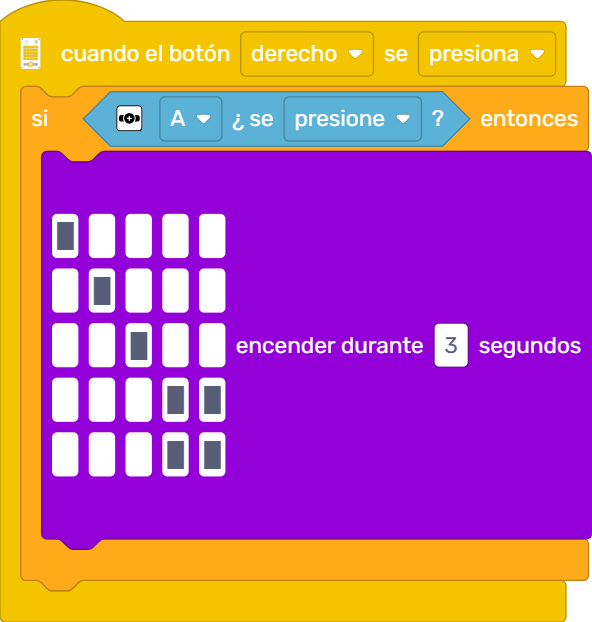 cuando el botón derecho se presiona
si A ¿ se presione ? entonces
encender durante 3 segundos